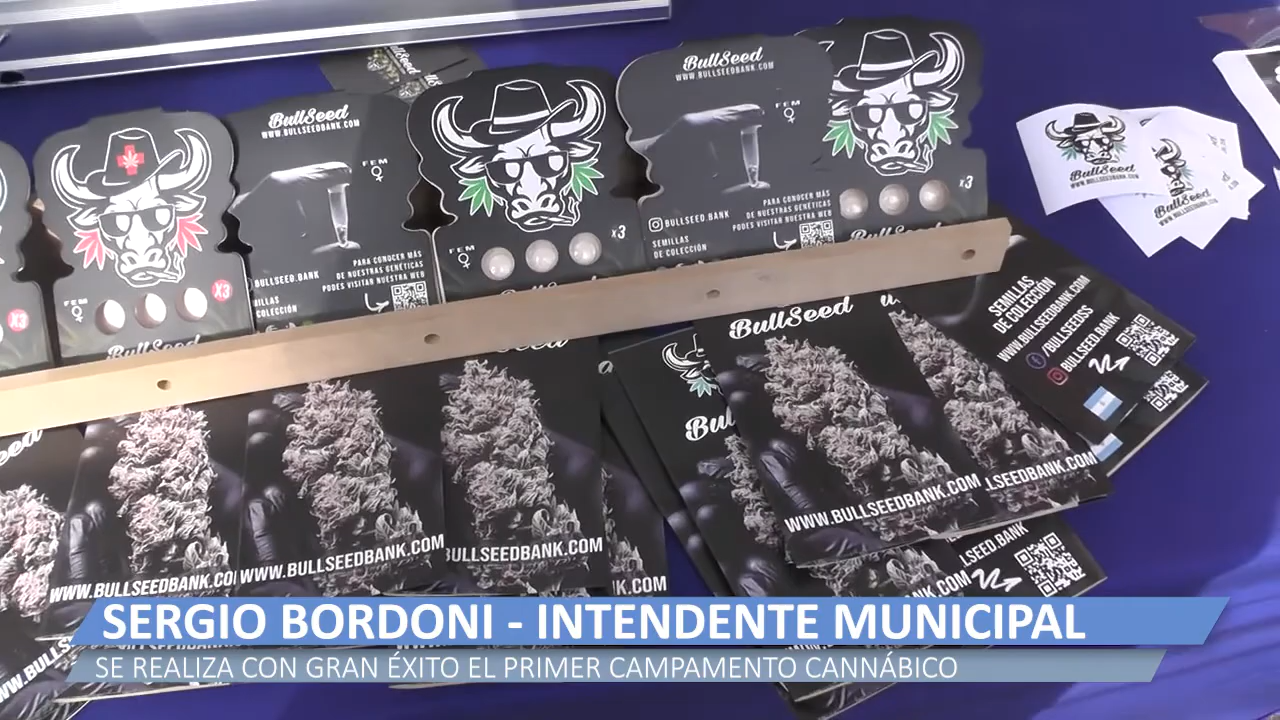 BullSeed
WWW.BULLSEEDBANK.COM
FEM
BULLSEED.BANK
PARA CONOCER MÁS
DE NUESTRAS GENÉTICAS
PODES VISITAR NUESTRA WEB
X3
FEM
BullSeed
FEM
x3
BullSeed
WWW.BULLSEEDBANK.COM
FEM
BULLSEED.BANK
SEMILLAS
DE COLECCIÓN
PARA CONOCER MÁS
DE NUESTRAS GENÉTICAS
PODES VISITAR NUESTRA WEB
x3
BullSeed
BullSeed
WWW.BULLSEEDBANK.COM
BullSeed
SEMILLAS
DE COLECCIÓN
WWW.BULLSEEDBANK.COM
/BULLSEEDSS
BULLSEED.BANK
BullSeed
WWW.BULLSEEDBANK.COM
WWW.BULLSEEDBANK.COM
BULLSEEDBANK.COM
SERGIO BORDONI - INTENDENTE MUNICIPAL
SE REALIZA CON GRAN ÉXITO EL PRIMER CAMPAMENTO CANNÁBICO